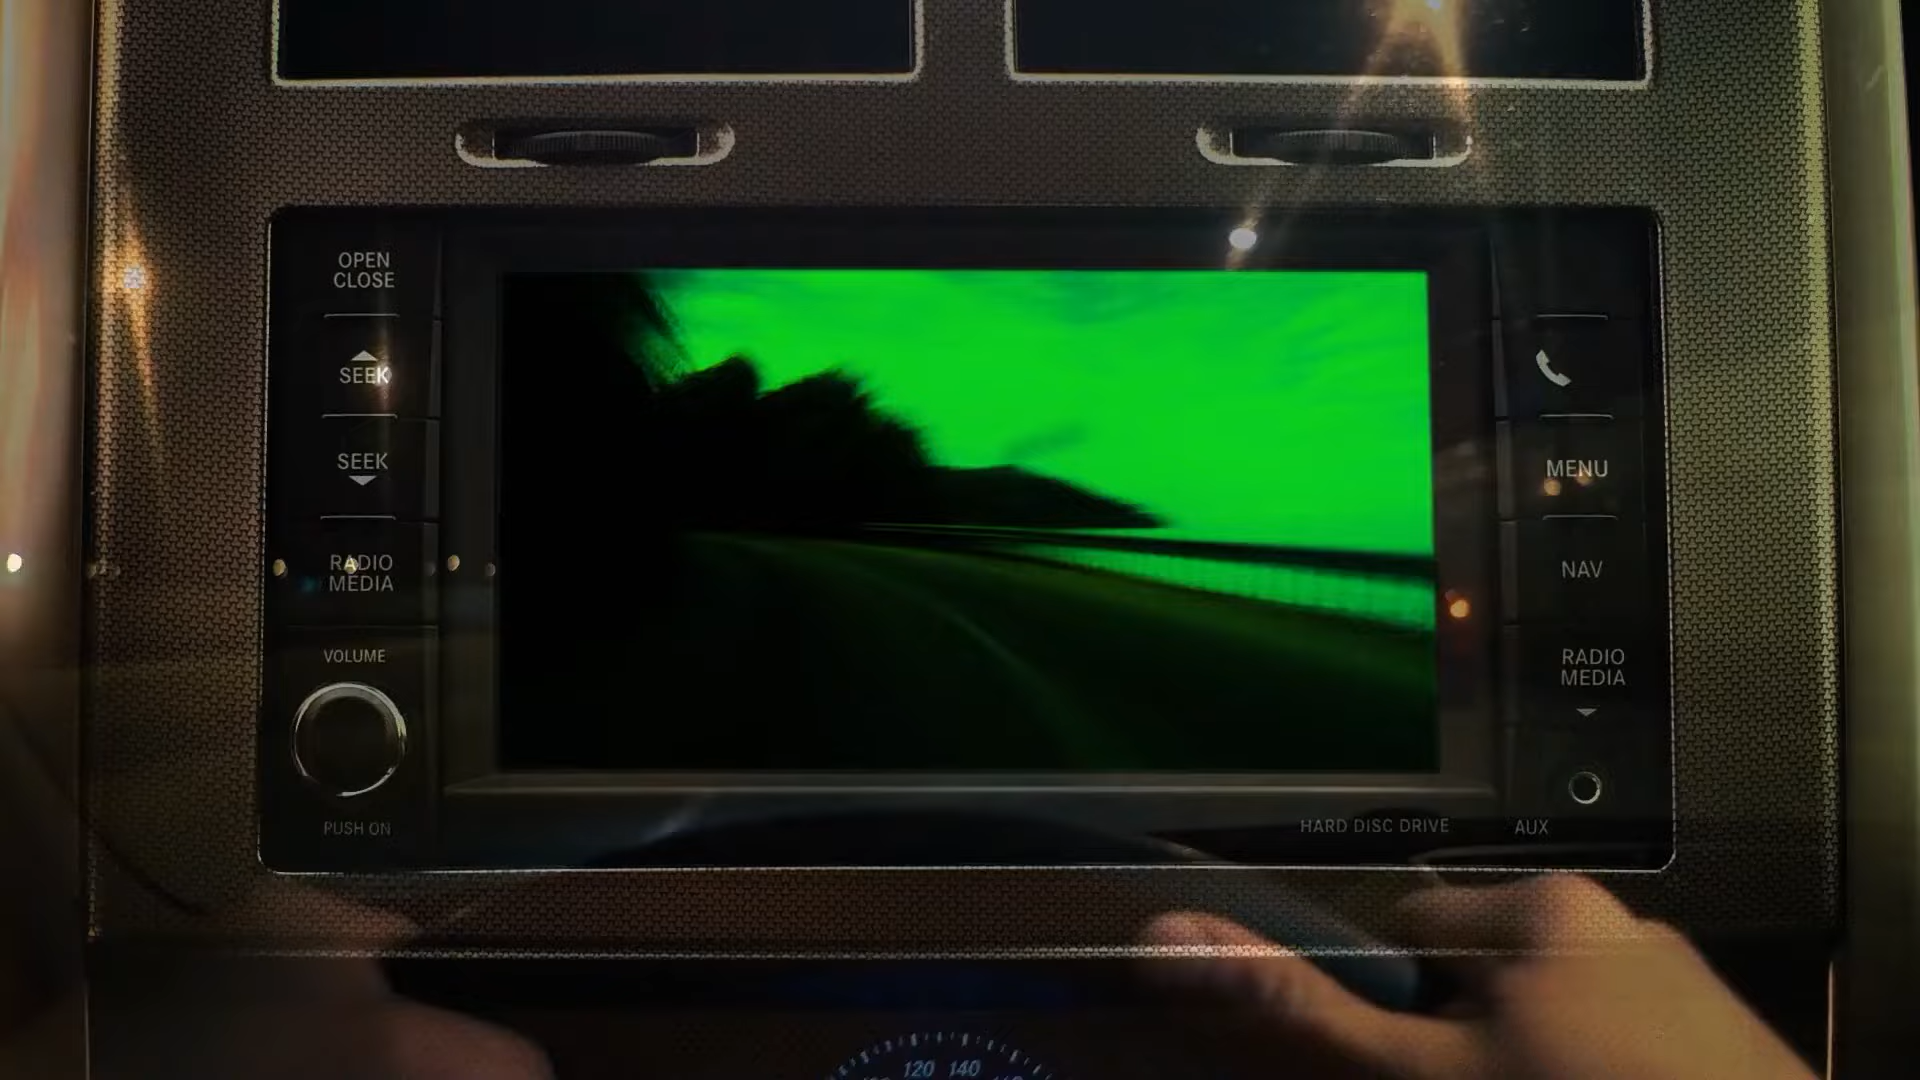 OPEN
CLOSE
SEEK
SEEK
RADIO
MEDIA
VOLUME
PUSH ON
MENU
NAV
RADIO
MEDIA
HARD DISC DRIVE
AUX
120 140